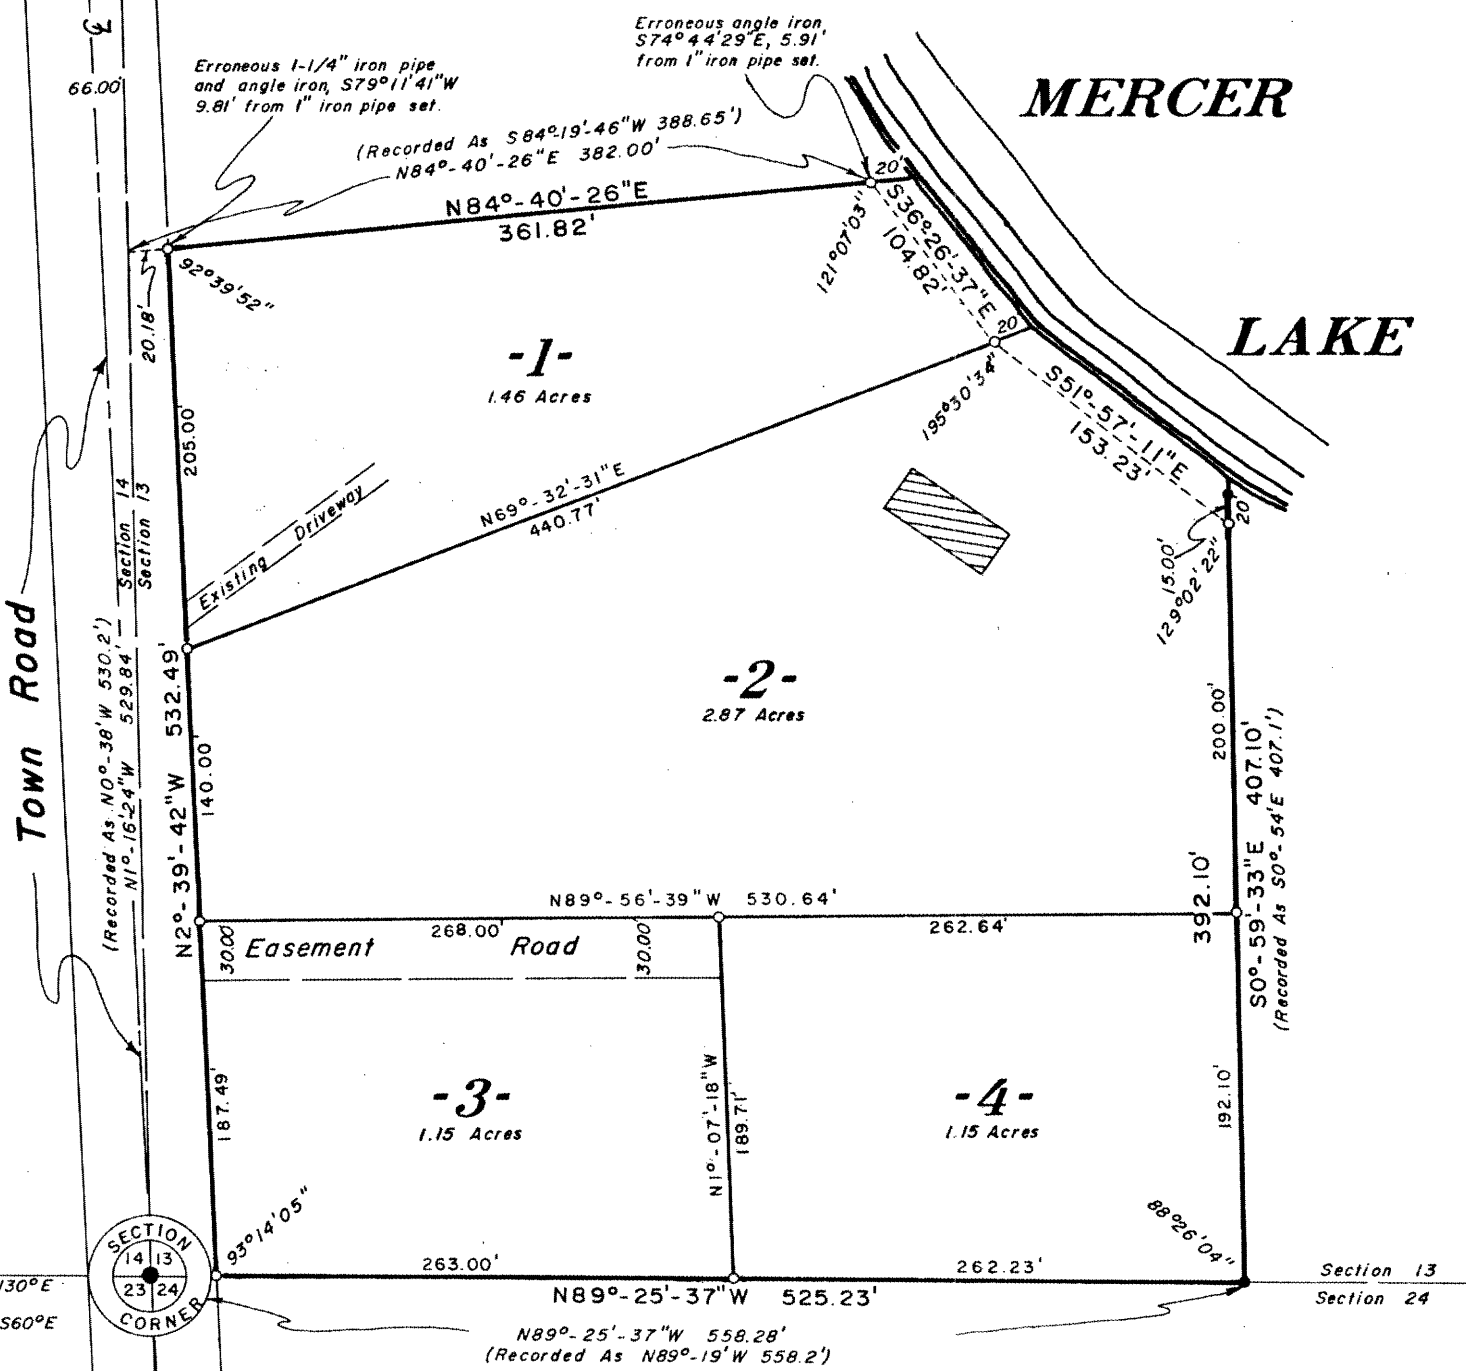 3
66.00'
Erroneous 1-1/4" iron pipe
and angle iron, S79°11'41"W
9.81' from 1" iron pipe set.
Erroneous angle iron
S74°44'29"E, 5.91'
from 1" iron pipe set.
MERCER
LAKE
(Recorded As S84°-19'-46"W 388.65')
N84°-40'-26"E 382.00'
N84°-40'-26"E
361.82'
20'
S36°-26'-37"E
104.82'
121°07'03"
92°39'52"
20.18'
205.00'
-1-
1.46 Acres
20'
S51°-57'-11"E
153.23'
195°30'34"
N69°-32'-31"E
440.77'
Existing Driveway
Section 14
Section 13
20'
15.00'
129°02'22"
Town Road
(Recorded As N0°-38'W 530.2')
N1°-16'-24"W 529.84'
N2°-39'-42"W 532.49'
140.00'
-2-
2.87 Acres
200.00'
392.10'
S0°-59'-33"E 407.10'
(Recorded As S0°-54'E 407.1')
N89°-56'-39"W 530.64'
268.00'
262.64'
30.00'
Easement Road
30.00'
187.49'
-3-
1.15 Acres
N1°-07'-18"W
189.71'
-4-
1.15 Acres
192.10'
93°14'05"
88°26'04"
SECTION
14 13
23 24
CORNER
263.00'
262.23'
N89°-25'-37"W 525.23'
N89°-25'-37"W 558.28'
(Recorded As N89°-19'W 558.2')
Section 13
Section 24
130°E
S60°E